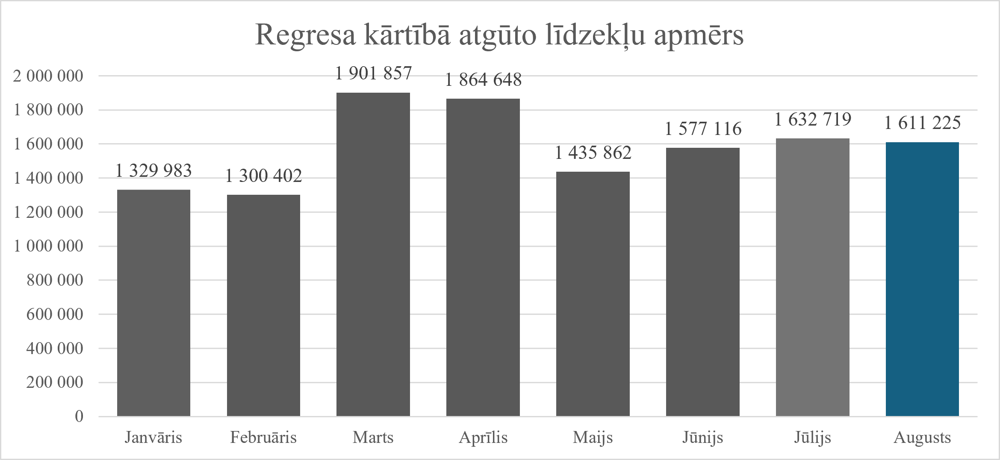 Regresa kārtībā atgūto līdzekļu apmērs
2 000 000
1 800 000
1 600 000
1 400 000
1 200 000
1 000 000
800 000
600 000
400 000
200 000
0
1 329 983
1 300 402
1 901 857
1 864 648
1 435 862
1 577 116
1 632 719
1 611 225
Janvāris
Februāris
Marts
Aprīlis
Maijs
Jūnijs
Jūlijs
Augusts